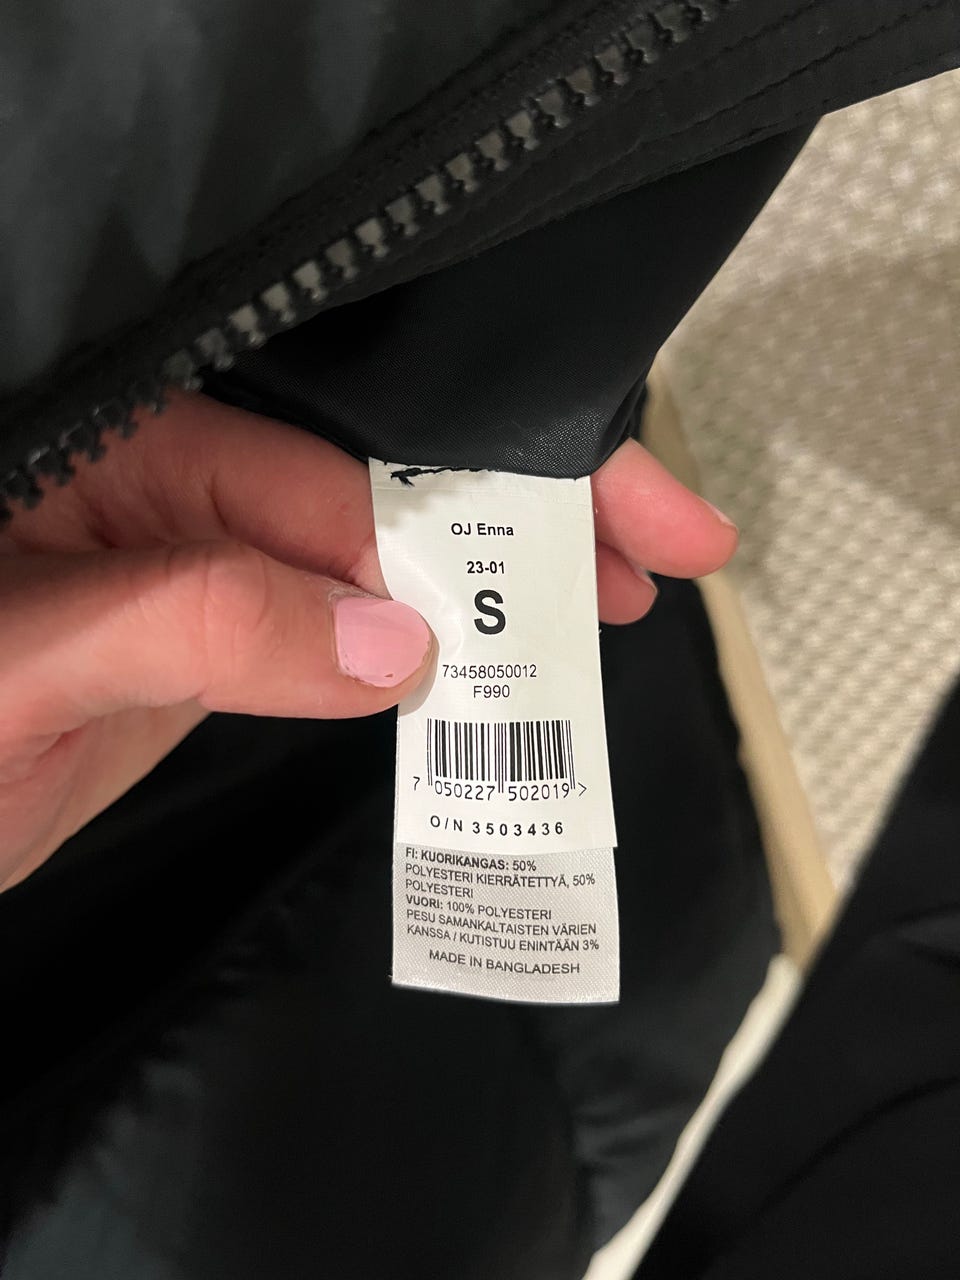 OJ Enna
23-01
S
73458050012
F990
7 050227 502019 >
O/N 3503436
FI: KUORIKANGAS: 50%
POLYESTERI KIERRÄTETTYÄ, 50%
POLYESTERI
VUORI: 100% POLYESTERI
PESU SAMANKALTAISTEN VÄRIEN
KANSSA / KUTISTUU ENINTÄÄN 3%
MADE IN BANGLADESH